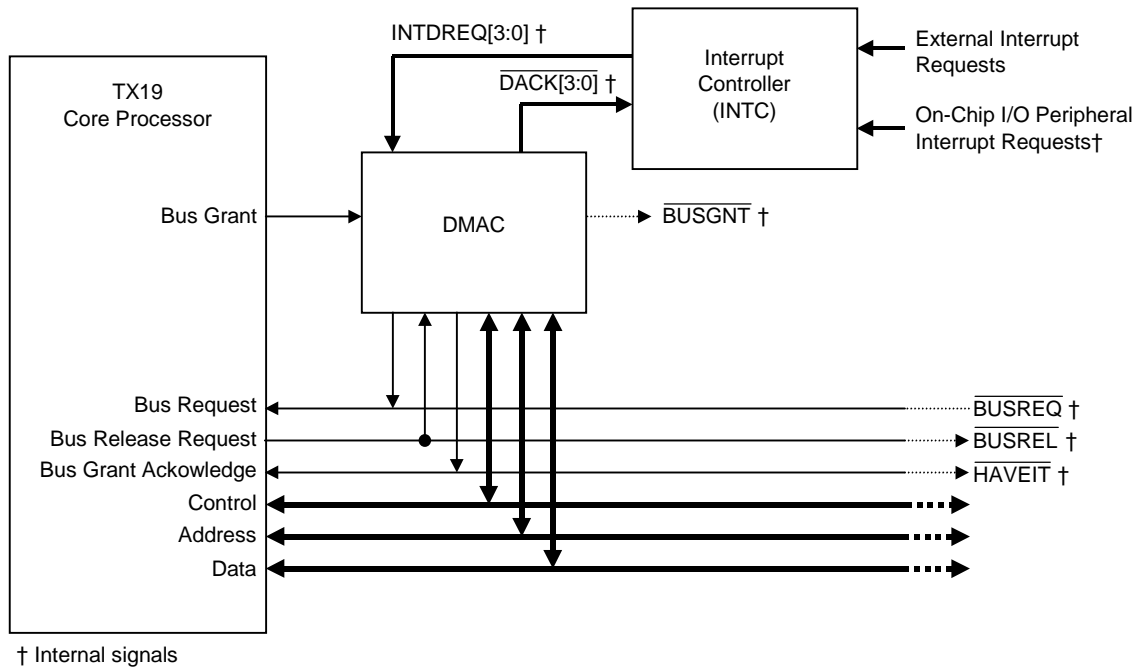 INTDREQ[3:0] †
DACK[3:0] †
Interrupt
Controller
(INTC)
External Interrupt
Requests
On-Chip I/O Peripheral
Interrupt Requests†
TX19
Core Processor
Bus Grant
DMAC
BUSGNT †
Bus Request
BUSREQ †
Bus Release Request
BUSREL †
Bus Grant Ackowledge
HAVEIT †
Control
Address
Data
† Internal signals